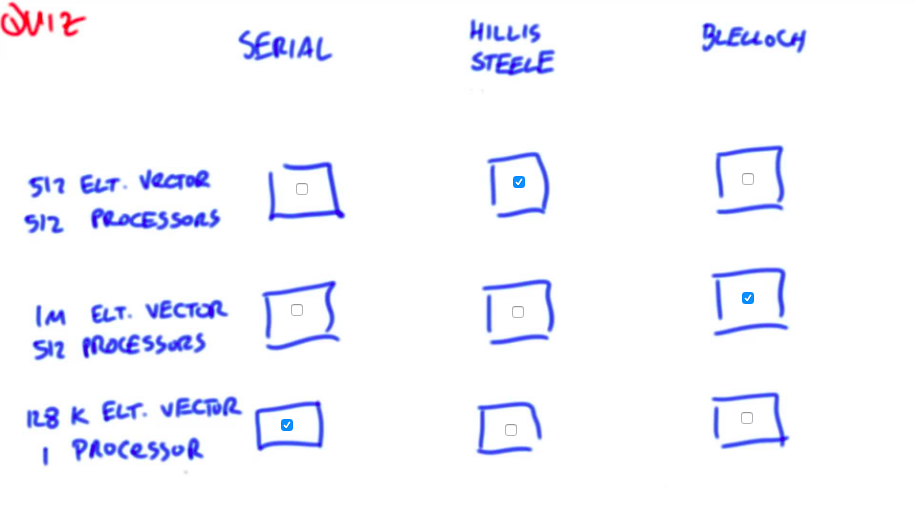 QUIZ
SERIAL
HILLIS
STEELE
BLELLOCH
512 ELT. VECTOR
512 PROCESSORS
1M ELT. VECTOR
512 PROCESSORS
128 K ELT. VECTOR
1 PROCESSOR